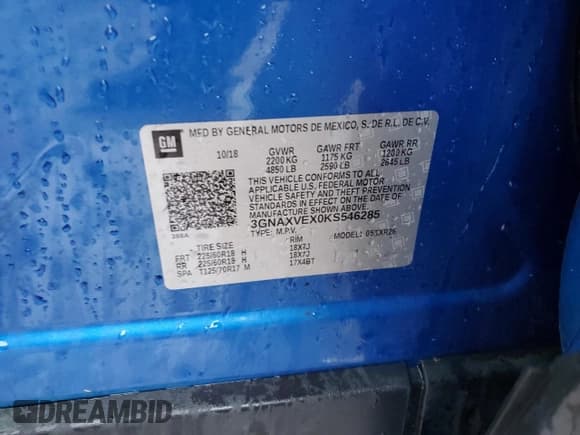 GM
MFD BY GENERAL MOTORS DE MEXICO, S. DE R.L. DE C.V.
10/18 GVWR GAWR FRT GAWR RR
2200 KG 1175 KG 1200 KG
4850 LB 2590 LB 2645 LB
THIS VEHICLE CONFORMS TO ALL
APPLICABLE U.S. FEDERAL MOTOR
VEHICLE SAFETY AND THEFT PREVENTION
STANDARDS IN EFFECT ON THE DATE OF
MANUFACTURE SHOWN ABOVE.
3GNAXVEX0KS546285
TYPE: M.P.V. MODEL:
TIRE SIZE RIM
FRT 225/60R18 H 18X7J
RR 225/60R18 H 18X7J
SPA T125/70R17 M 17X4BT
DREAMBID